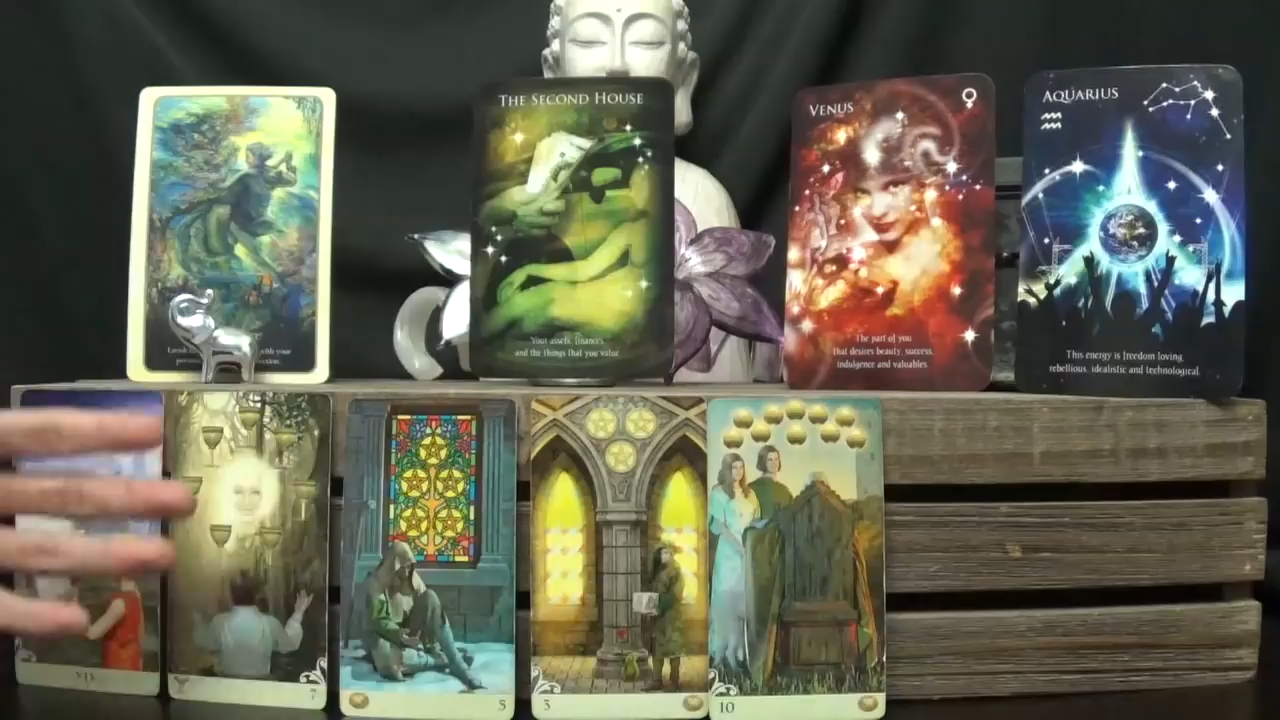 THE SECOND HOUSE
Your assets, finances,
and the things that you value
VENUS
The part of you
that desires beauty, success,
indulgence and valuables.
AQUARIUS
This energy is freedom loving,
rebellious, idealistic and technological.
with your
7
5
3
10